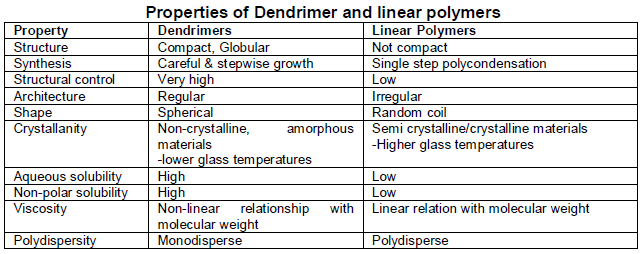 Properties of Dendrimer and linear polymers
Property Dendrimers Linear Polymers
Structure Compact, Globular Not compact
Synthesis Careful & stepwise growth Single step polycondensation
Structural control Very high Low
Architecture Regular Irregular
Shape Spherical Random coil
Crystallanity Non-crystalline, amorphous Semi crystalline/crystalline materials
materials -Higher glass temperatures
-lower glass temperatures
Aqueous solubility High Low
Non-polar solubility High Low
Viscosity Non-linear relationship with Linear relation with molecular weight
molecular weight
Polydispersity Monodisperse Polydisperse